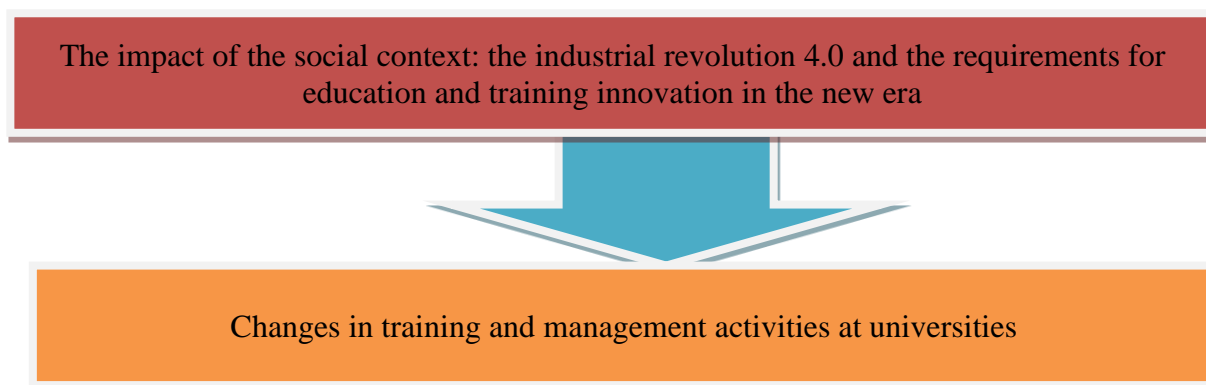 The impact of the social context: the industrial revolution 4.0 and the requirements for
education and training innovation in the new era
Changes in training and management activities at universities